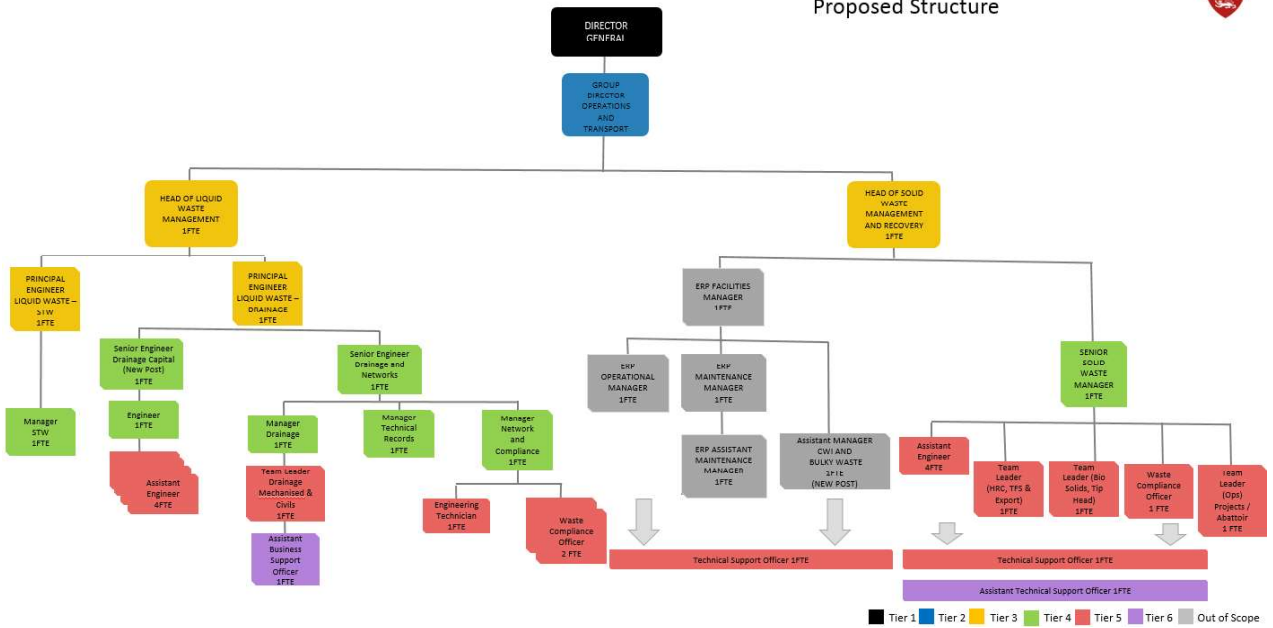 Proposed Structure
DIRECTOR
GENERAL
GROUP
DIRECTOR
OPERATIONS
AND
TRANSPORT
HEAD OF LIQUID
WASTE
MANAGEMENT
1FTE
HEAD OF SOLID
WASTE
MANAGEMENT
AND RECOVERY
1FTE
PRINCIPAL
ENGINEER
LIQUID WASTE –
STW
1FTE
PRINCIPAL
ENGINEER
LIQUID WASTE –
DRAINAGE
1FTE
ERP FACILITIES
MANAGER
1FTE
Senior Engineer
Drainage Capital
(New Post)
1FTE
Senior Engineer
Drainage and
Networks
1FTE
ERP
OPERATIONAL
MANAGER
1FTE
ERP
MAINTENANCE
MANAGER
1FTE
SENIOR
SOLID
WASTE
MANAGER
1FTE
Manager
STW
1FTE
Engineer
1FTE
Manager
Drainage
1FTE
Manager
Technical
Records
1FTE
Manager
Network
and
Compliance
1FTE
ERP ASSISTANT
MAINTENANCE
MANAGER
1FTE
Assistant MANAGER
CWI AND
BULKY WASTE
1FTE
(NEW POST)
Assistant
Engineer
4FTE
Team
Leader
(HRC, TFS &
Export)
1FTE
Team
Leader (Bio
Solids, Tip
Head)
1FTE
Waste
Compliance
Officer
1 FTE
Team
Leader
(Ops)
Projects /
Abattoir
1 FTE
Assistant
Engineer
4FTE
Team Leader
Drainage
Mechanised &
Civils
1FTE
Engineering
Technician
1FTE
Waste
Compliance
Officer
2 FTE
Assistant
Business
Support
Officer
1FTE
Technical Support Officer 1FTE
Technical Support Officer 1FTE
Assistant Technical Support Officer 1FTE
Tier 1 Tier 2 Tier 3 Tier 4 Tier 5 Tier 6 Out of Scope